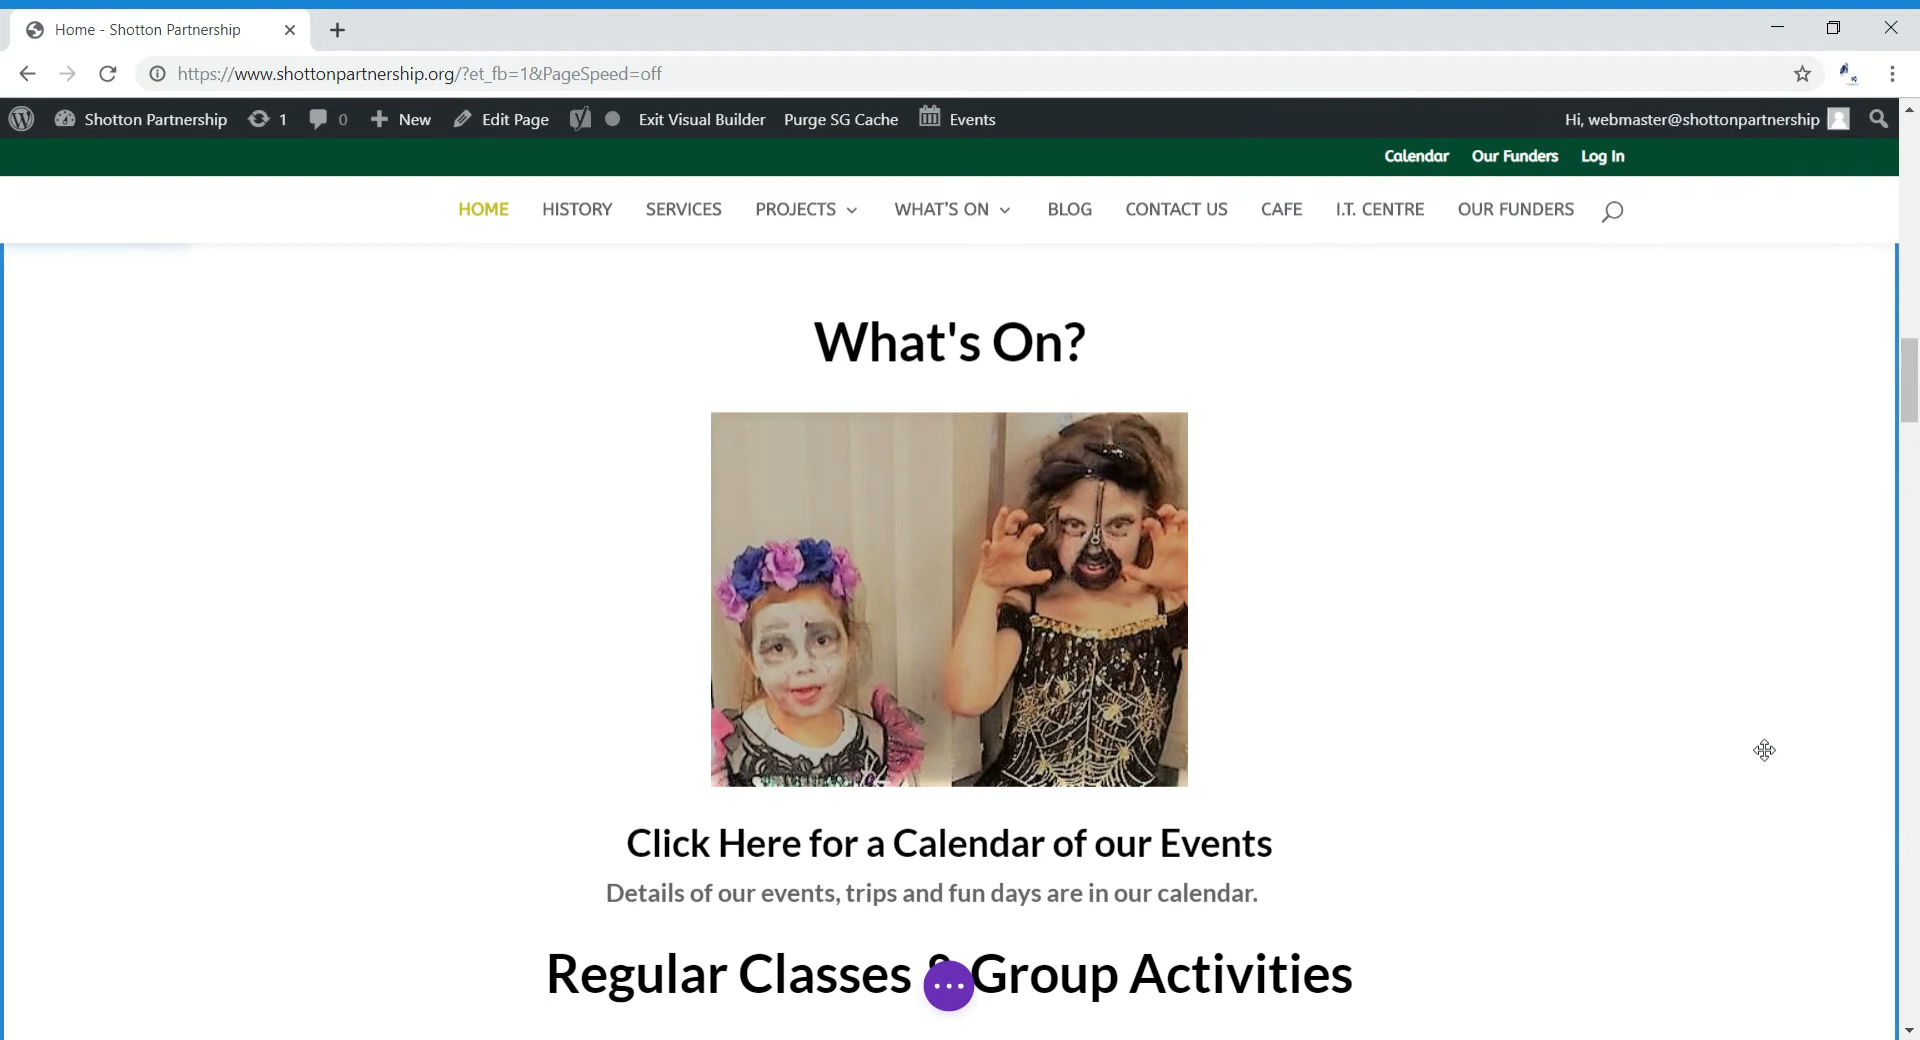 Home - Shotton Partnership
https://www.shottonpartnership.org/?et_fb=1&PageSpeed=off
Shotton Partnership 1 0 New Edit Page Exit Visual Builder Purge SG Cache Events Hi, webmaster@shottonpartnership
Calendar Our Funders Log In
HOME HISTORY SERVICES PROJECTS WHAT'S ON BLOG CONTACT US CAFE I.T. CENTRE OUR FUNDERS
What's On?
Click Here for a Calendar of our Events
Details of our events, trips and fun days are in our calendar.
Regular Classes & Group Activities